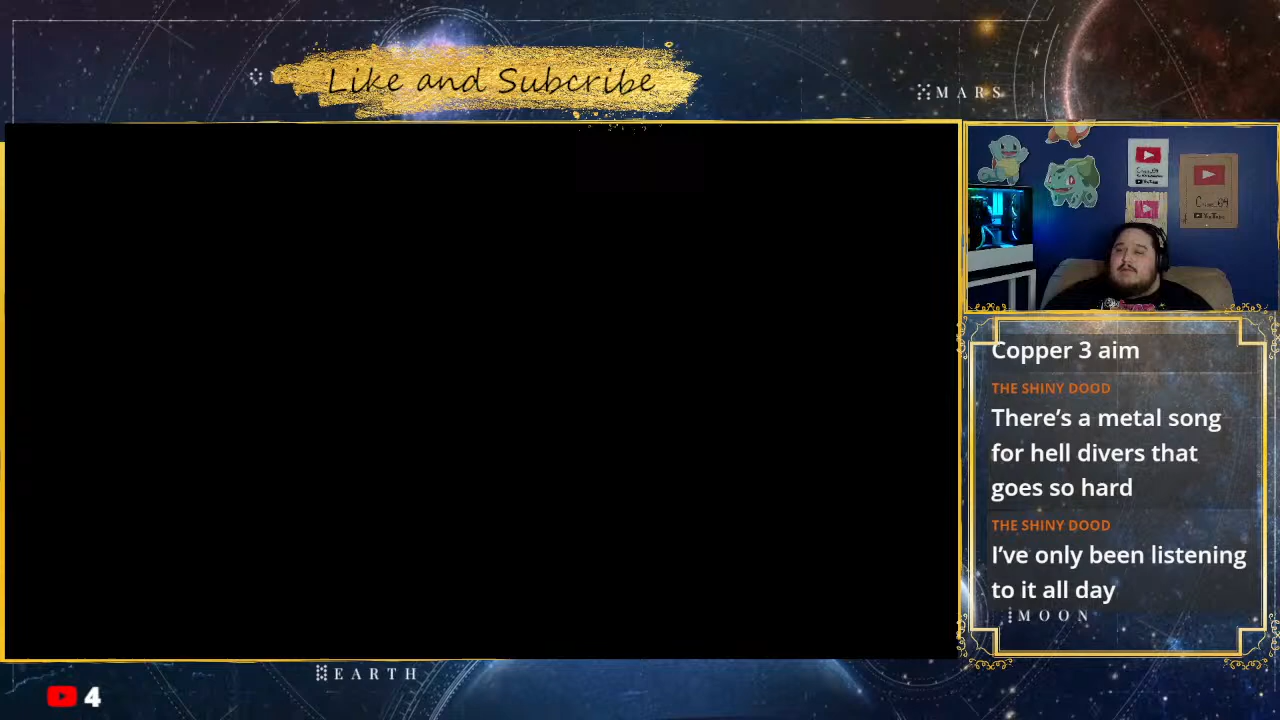 Like and Subcribe
MARS
YouTube
Copper 3 aim
THE SHINY DOOD
There's a metal song
for hell divers that
goes so hard
THE SHINY DOOD
I've only been listening
to it all day
MOON
EARTH
4